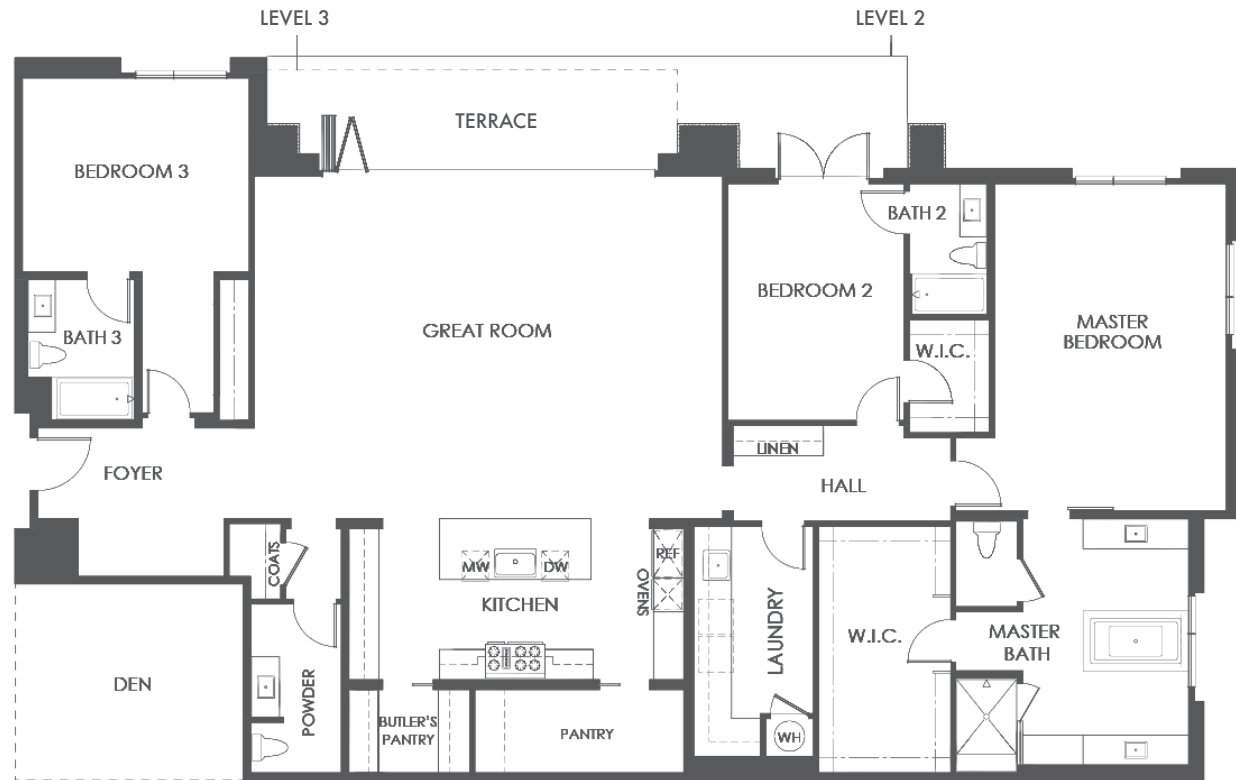 LEVEL 3
LEVEL 2
TERRACE
BEDROOM 3
BATH 2
BEDROOM 2
GREAT ROOM
BATH 3
MASTER
BEDROOM
W.I.C.
LINEN
FOYER
HALL
COATS
MW
DW
REF
OVENS
KITCHEN
LAUNDRY
W.I.C.
MASTER
BATH
DEN
POWDER
BUTLER'S
PANTRY
PANTRY
WH